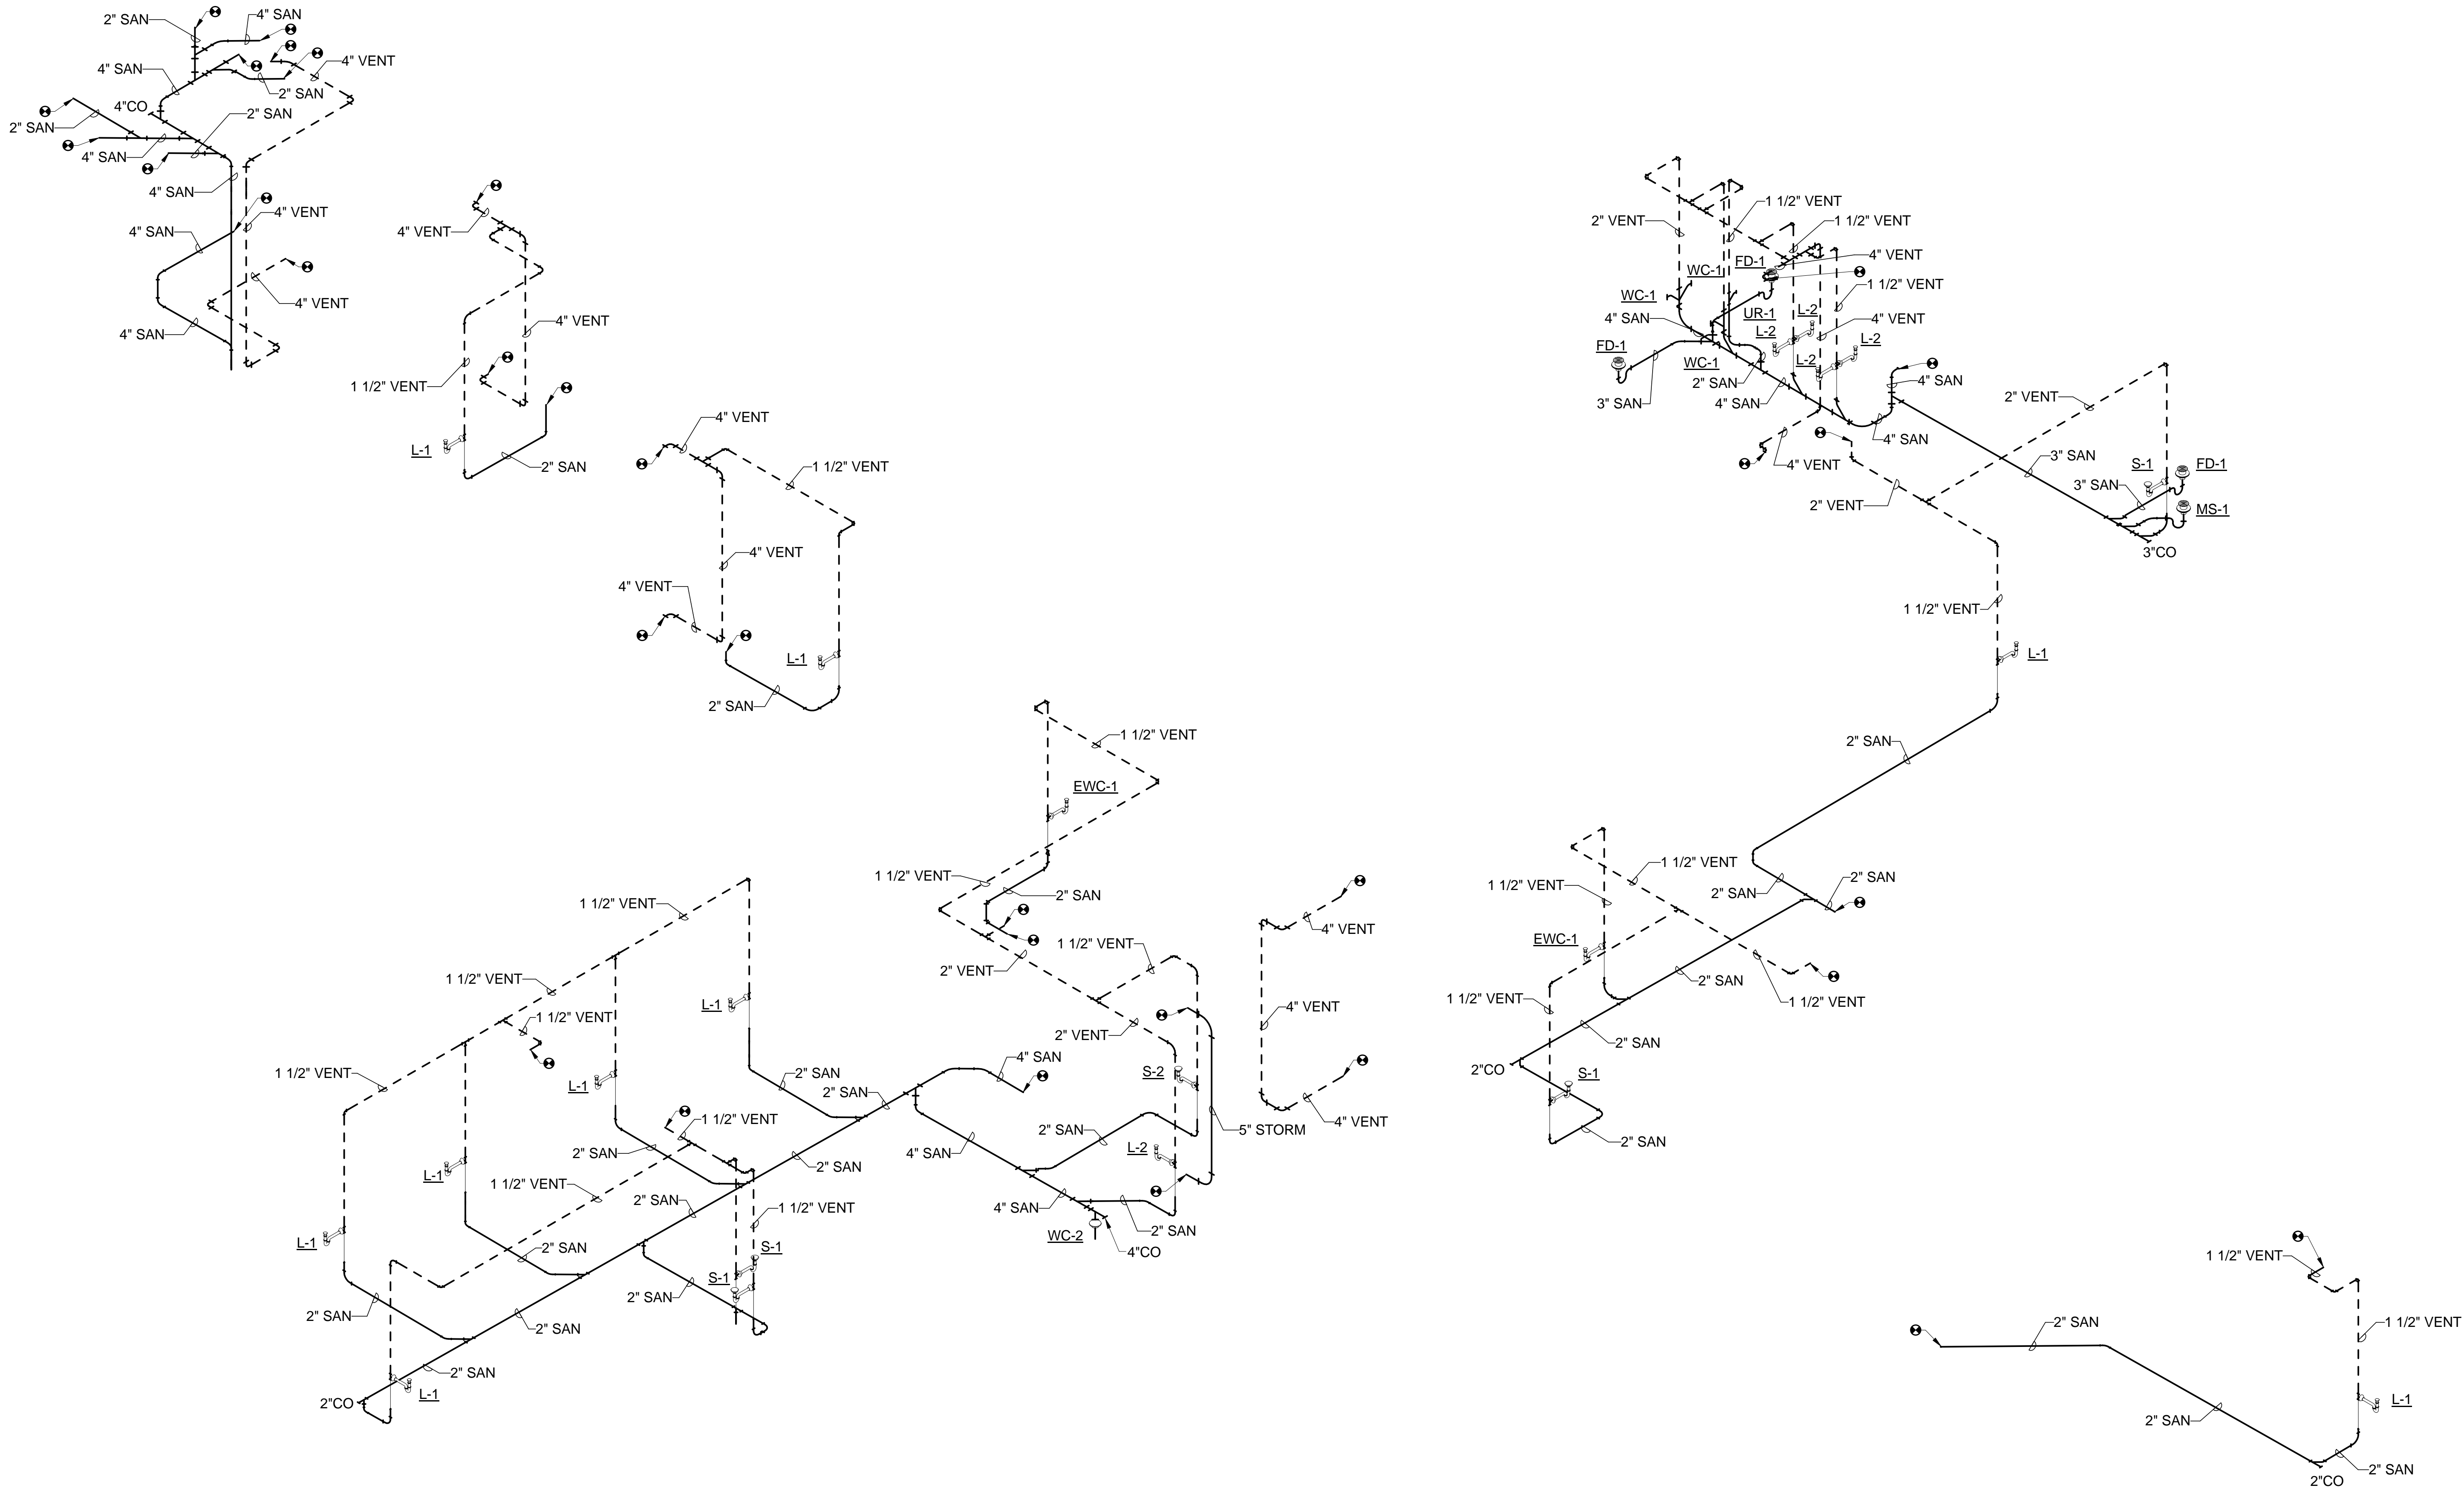 2" SAN
4" SAN
4" VENT
4" SAN
2" SAN
4"CO
2" SAN
2" SAN
4" SAN
4" SAN
4" VENT
4" SAN
4" VENT
4" SAN
4" VENT
4" VENT
1 1/2" VENT
L-1
2" SAN
4" VENT
1 1/2" VENT
4" VENT
4" VENT
L-1
2" SAN
1 1/2" VENT
EWC-1
1 1/2" VENT
2" SAN
1 1/2" VENT
1 1/2" VENT
2" VENT
1 1/2" VENT
L-1
1 1/2" VENT
2" VENT
4" SAN
1 1/2" VENT
L-1
2" SAN
2" SAN
S-2
1 1/2" VENT
5" STORM
2" SAN
2" SAN
4" SAN
L-2
2" SAN
L-1
1 1/2" VENT
2" SAN
4" SAN
1 1/2" VENT
2" SAN
WC-2
4"CO
L-1
2" SAN
S-1
S-1
2" SAN
2" SAN
2" SAN
2" SAN
2"CO
L-1
4" VENT
4" VENT
4" VENT
1 1/2" VENT
2" VENT
1 1/2" VENT
4" VENT
FD-1
WC-1
1 1/2" VENT
WC-1
UR-1
L-2
4" SAN
4" VENT
L-2
L-2
FD-1
WC-1
L-2
2" SAN
4" SAN
3" SAN
4" SAN
2" VENT
4" SAN
3" SAN
4" VENT
S-1
FD-1
3" SAN
2" VENT
MS-1
3"CO
1 1/2" VENT
L-1
2" SAN
1 1/2" VENT
1 1/2" VENT
2" SAN
2" SAN
EWC-1
2" SAN
1 1/2" VENT
1 1/2" VENT
2" SAN
2"CO
S-1
2" SAN
1 1/2" VENT
2" SAN
1 1/2" VENT
L-1
2" SAN
2" SAN
2"CO